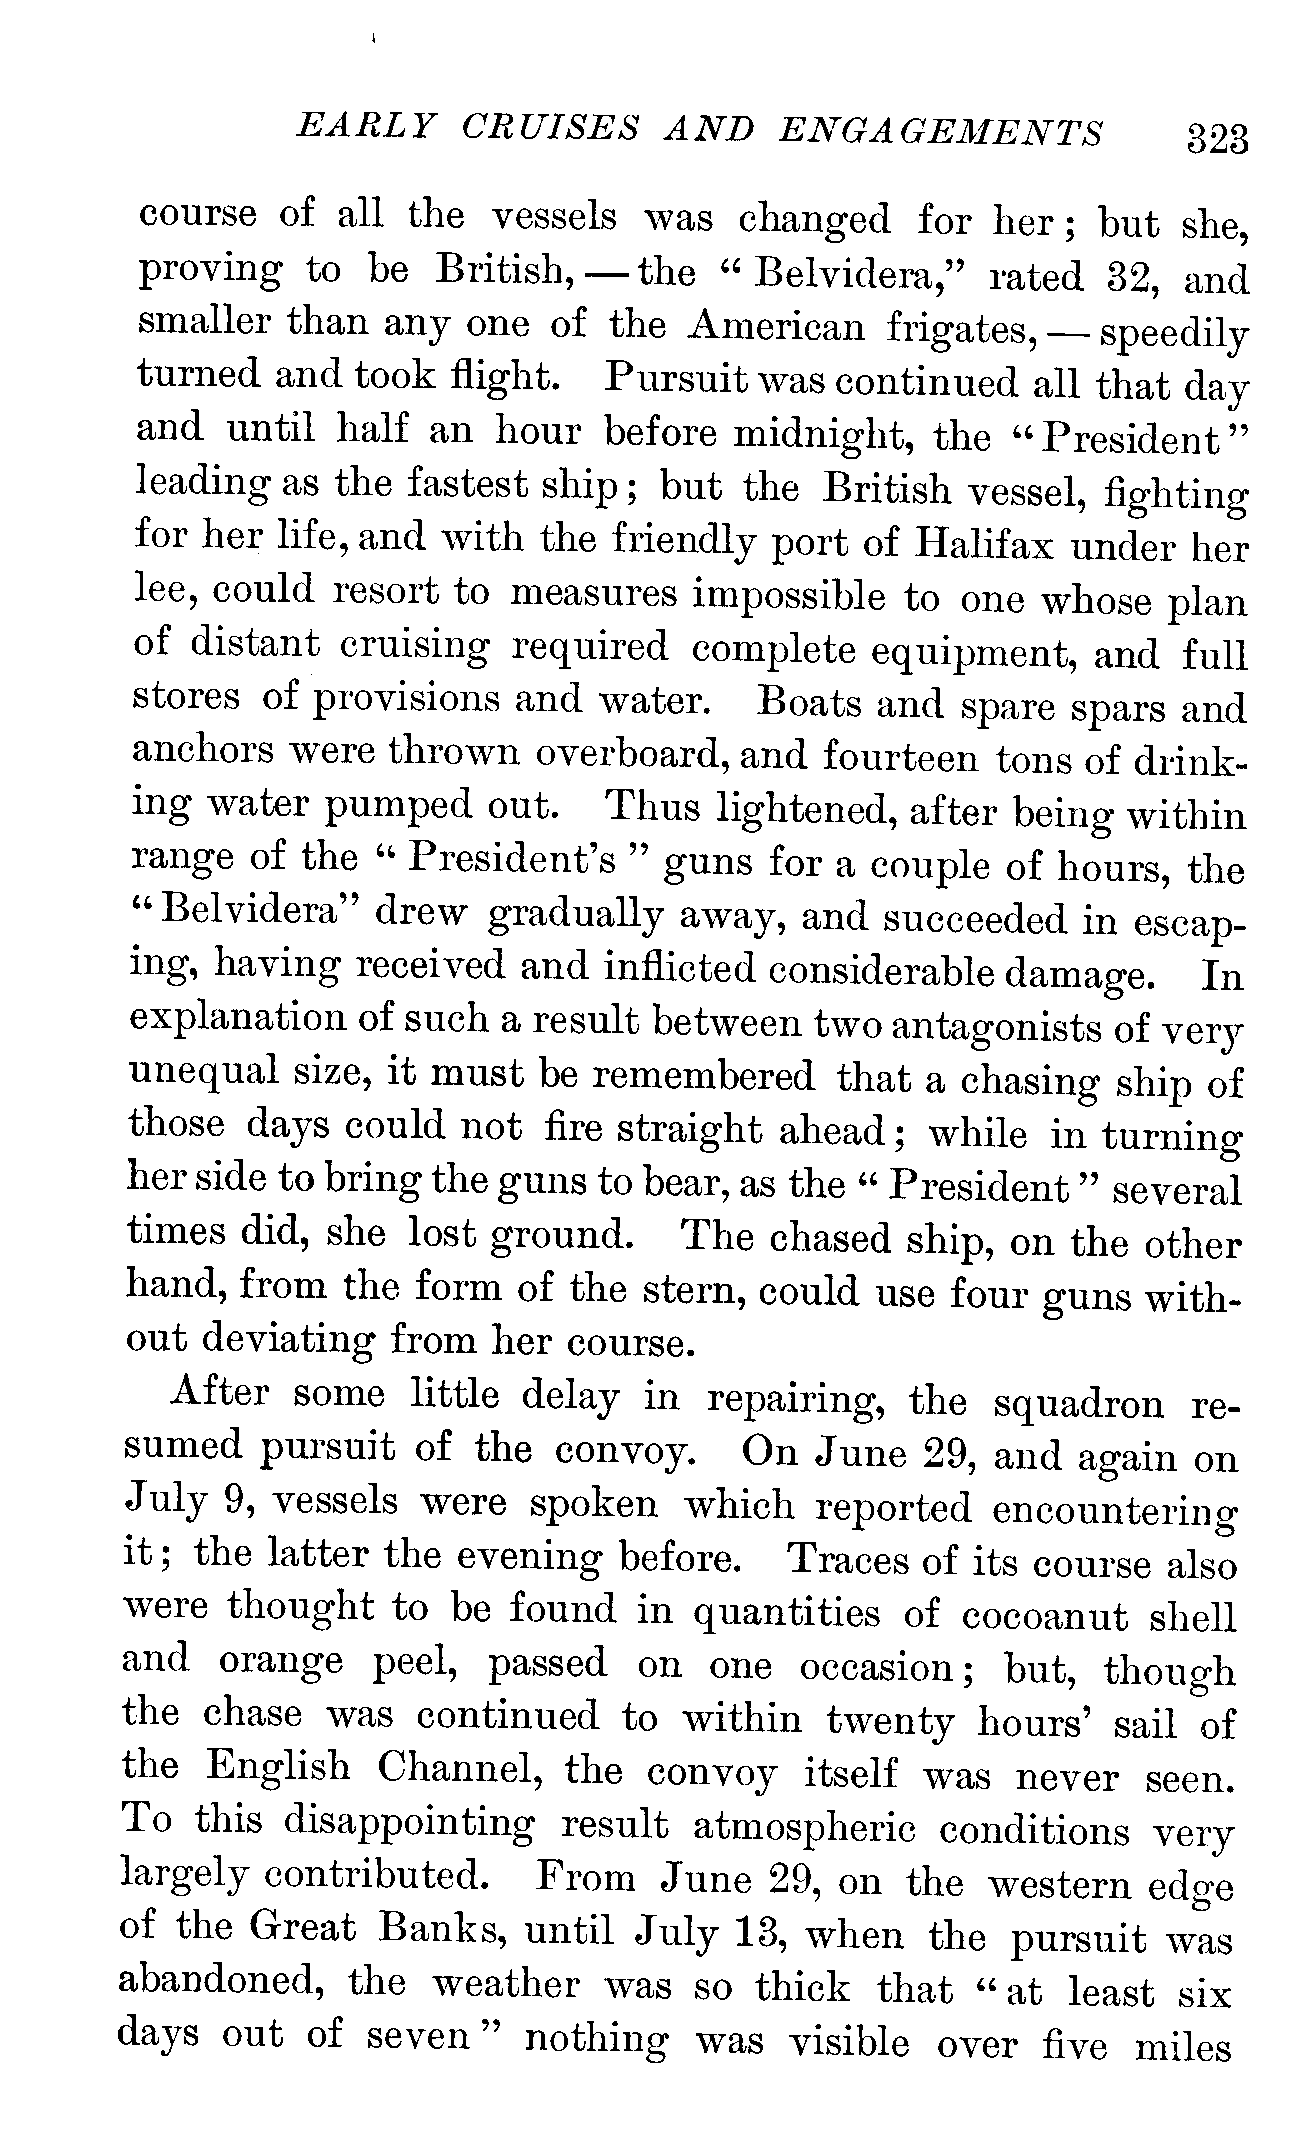 EARLY CRUISES AND ENGAGEMENTS 323
course of all the vessels was changed for her; but she,
proving to be British, — the "Belvidera," rated 32, and
smaller than any one of the American frigates, — speedily
turned and took flight. Pursuit was continued all that day
and until half an hour before midnight, the "President"
leading as the fastest ship; but the British vessel, fighting
for her life, and with the friendly port of Halifax under her
lee, could resort to measures impossible to one whose plan
of distant cruising required complete equipment, and full
stores of provisions and water. Boats and spare spars and
anchors were thrown overboard, and fourteen tons of drink-
ing water pumped out. Thus lightened, after being within
range of the "President's" guns for a couple of hours, the
"Belvidera" drew gradually away, and succeeded in escap-
ing, having received and inflicted considerable damage. In
explanation of such a result between two antagonists of very
unequal size, it must be remembered that a chasing ship of
those days could not fire straight ahead; while in turning
her side to bring the guns to bear, as the "President" several
times did, she lost ground. The chased ship, on the other
hand, from the form of the stern, could use four guns with-
out deviating from her course.
After some little delay in repairing, the squadron re-
sumed pursuit of the convoy. On June 29, and again on
July 9, vessels were spoken which reported encountering
it; the latter the evening before. Traces of its course also
were thought to be found in quantities of cocoanut shell
and orange peel, passed on one occasion; but, though
the chase was continued to within twenty hours' sail of
the English Channel, the convoy itself was never seen.
To this disappointing result atmospheric conditions very
largely contributed. From June 29, on the western edge
of the Great Banks, until July 13, when the pursuit was
abandoned, the weather was so thick that "at least six
days out of seven" nothing was visible over five miles